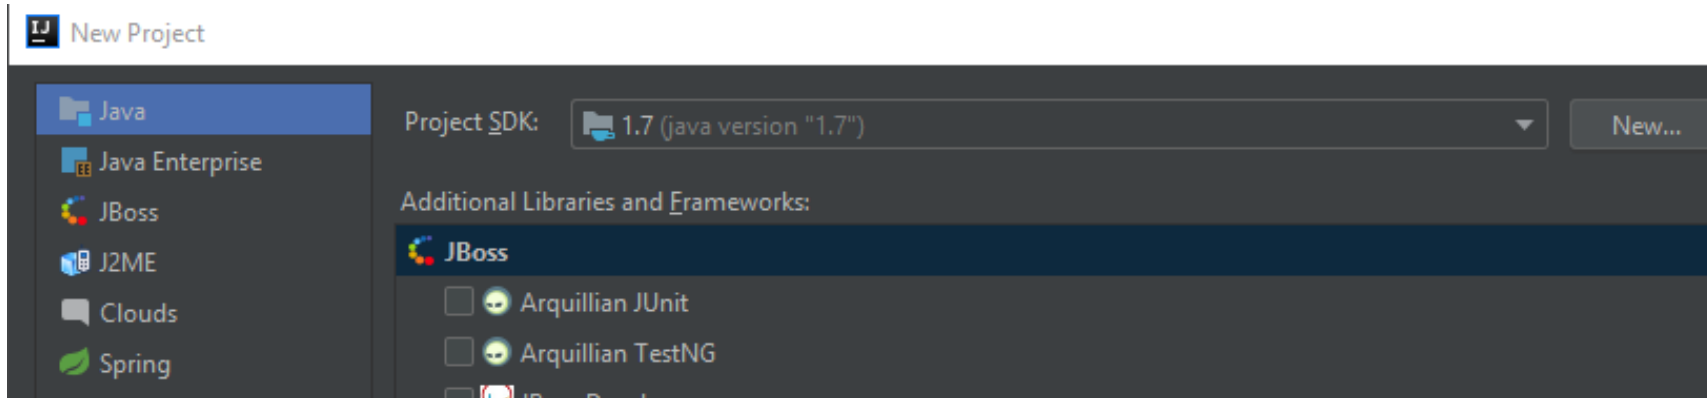 New Project
Java
Java Enterprise
JBoss
J2ME
Clouds
Spring
Project SDK: 1.7 (java version "1.7") New...
Additional Libraries and Frameworks:
JBoss
Arquillian JUnit
Arquillian TestNG